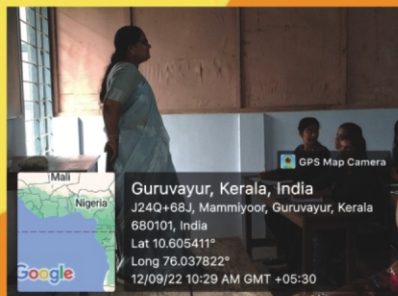 GPS Map Camera
Mali
Nigeria
Google
Guruvayur, Kerala, India
J24Q+68J, Mammiyoor, Guruvayur, Kerala
680101, India
Lat 10.605411°
Long 76.037822°
12/09/22 10:29 AM GMT +05:30